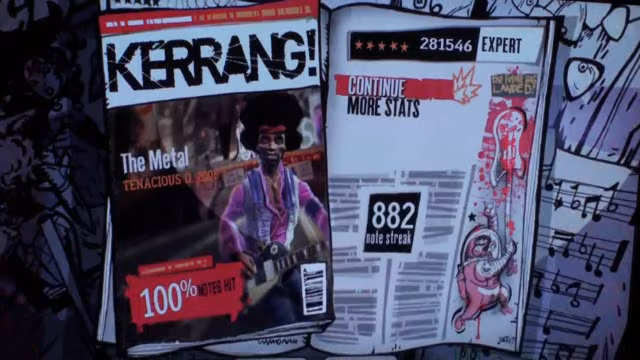 KERRANG!
The Metal
TENACIOUS D. 2006
100% NOTES HIT
281546 EXPERT
CONTINUE
MORE STATS
882
note streak